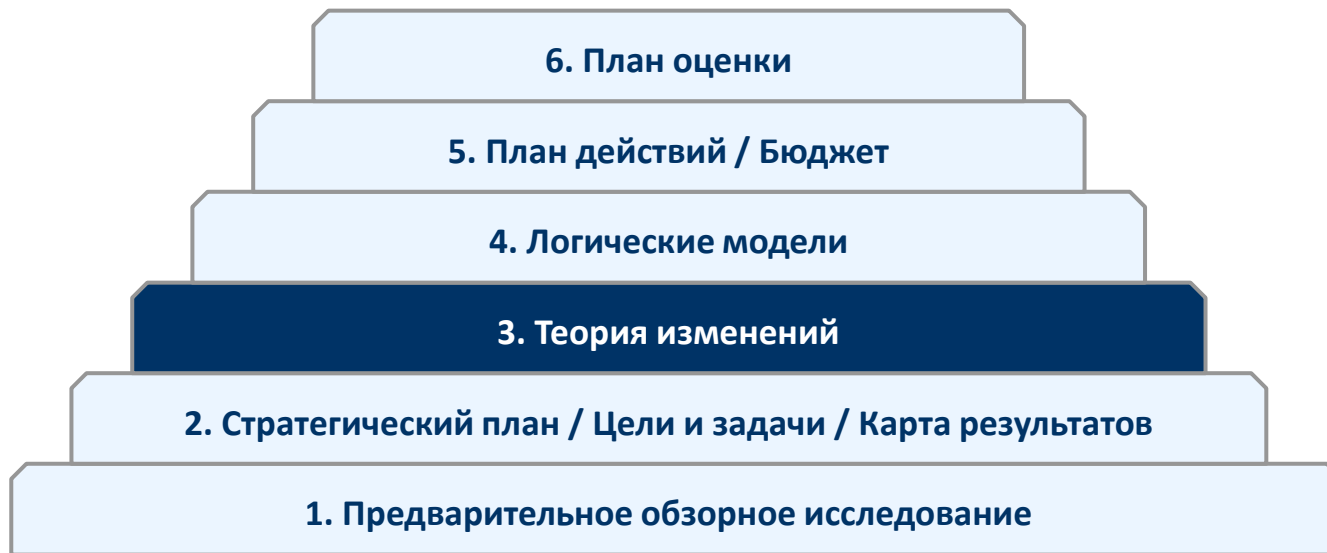 6. План оценки
5. План действий / Бюджет
4. Логические модели
3. Теория изменений
2. Стратегический план / Цели и задачи / Карта результатов
1. Предварительное обзорное исследование